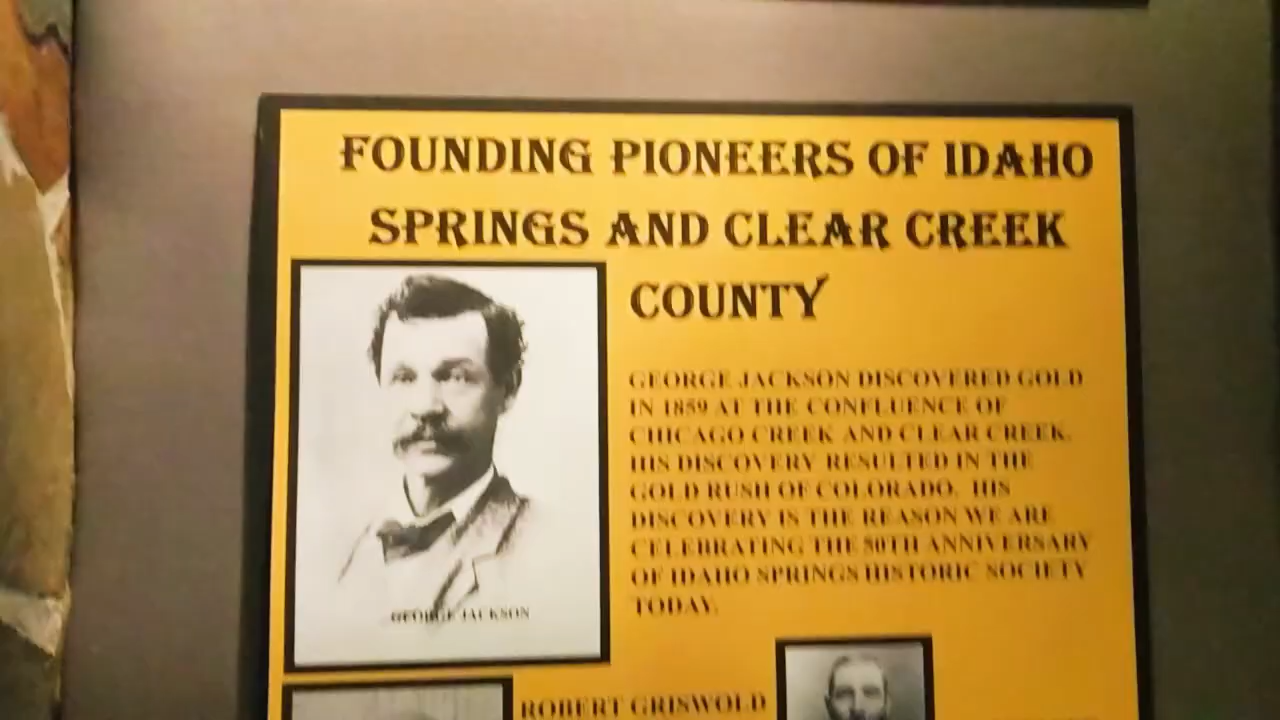 FOUNDING PIONEERS OF IDAHO
SPRINGS AND CLEAR CREEK
COUNTY
GEORGE JACKSON DISCOVERED GOLD
IN 1859 AT THE CONFLUENCE OF
CHICAGO CREEK AND CLEAR CREEK.
HIS DISCOVERY RESULTED IN THE
GOLD RUSH OF COLORADO. HIS
DISCOVERY IS THE REASON WE ARE
CELEBRATING THE 50TH ANNIVERSARY
OF IDAHO SPRINGS HISTORIC SOCIETY
TODAY.
GEORGE JACKSON
ROBERT GRISWOLD